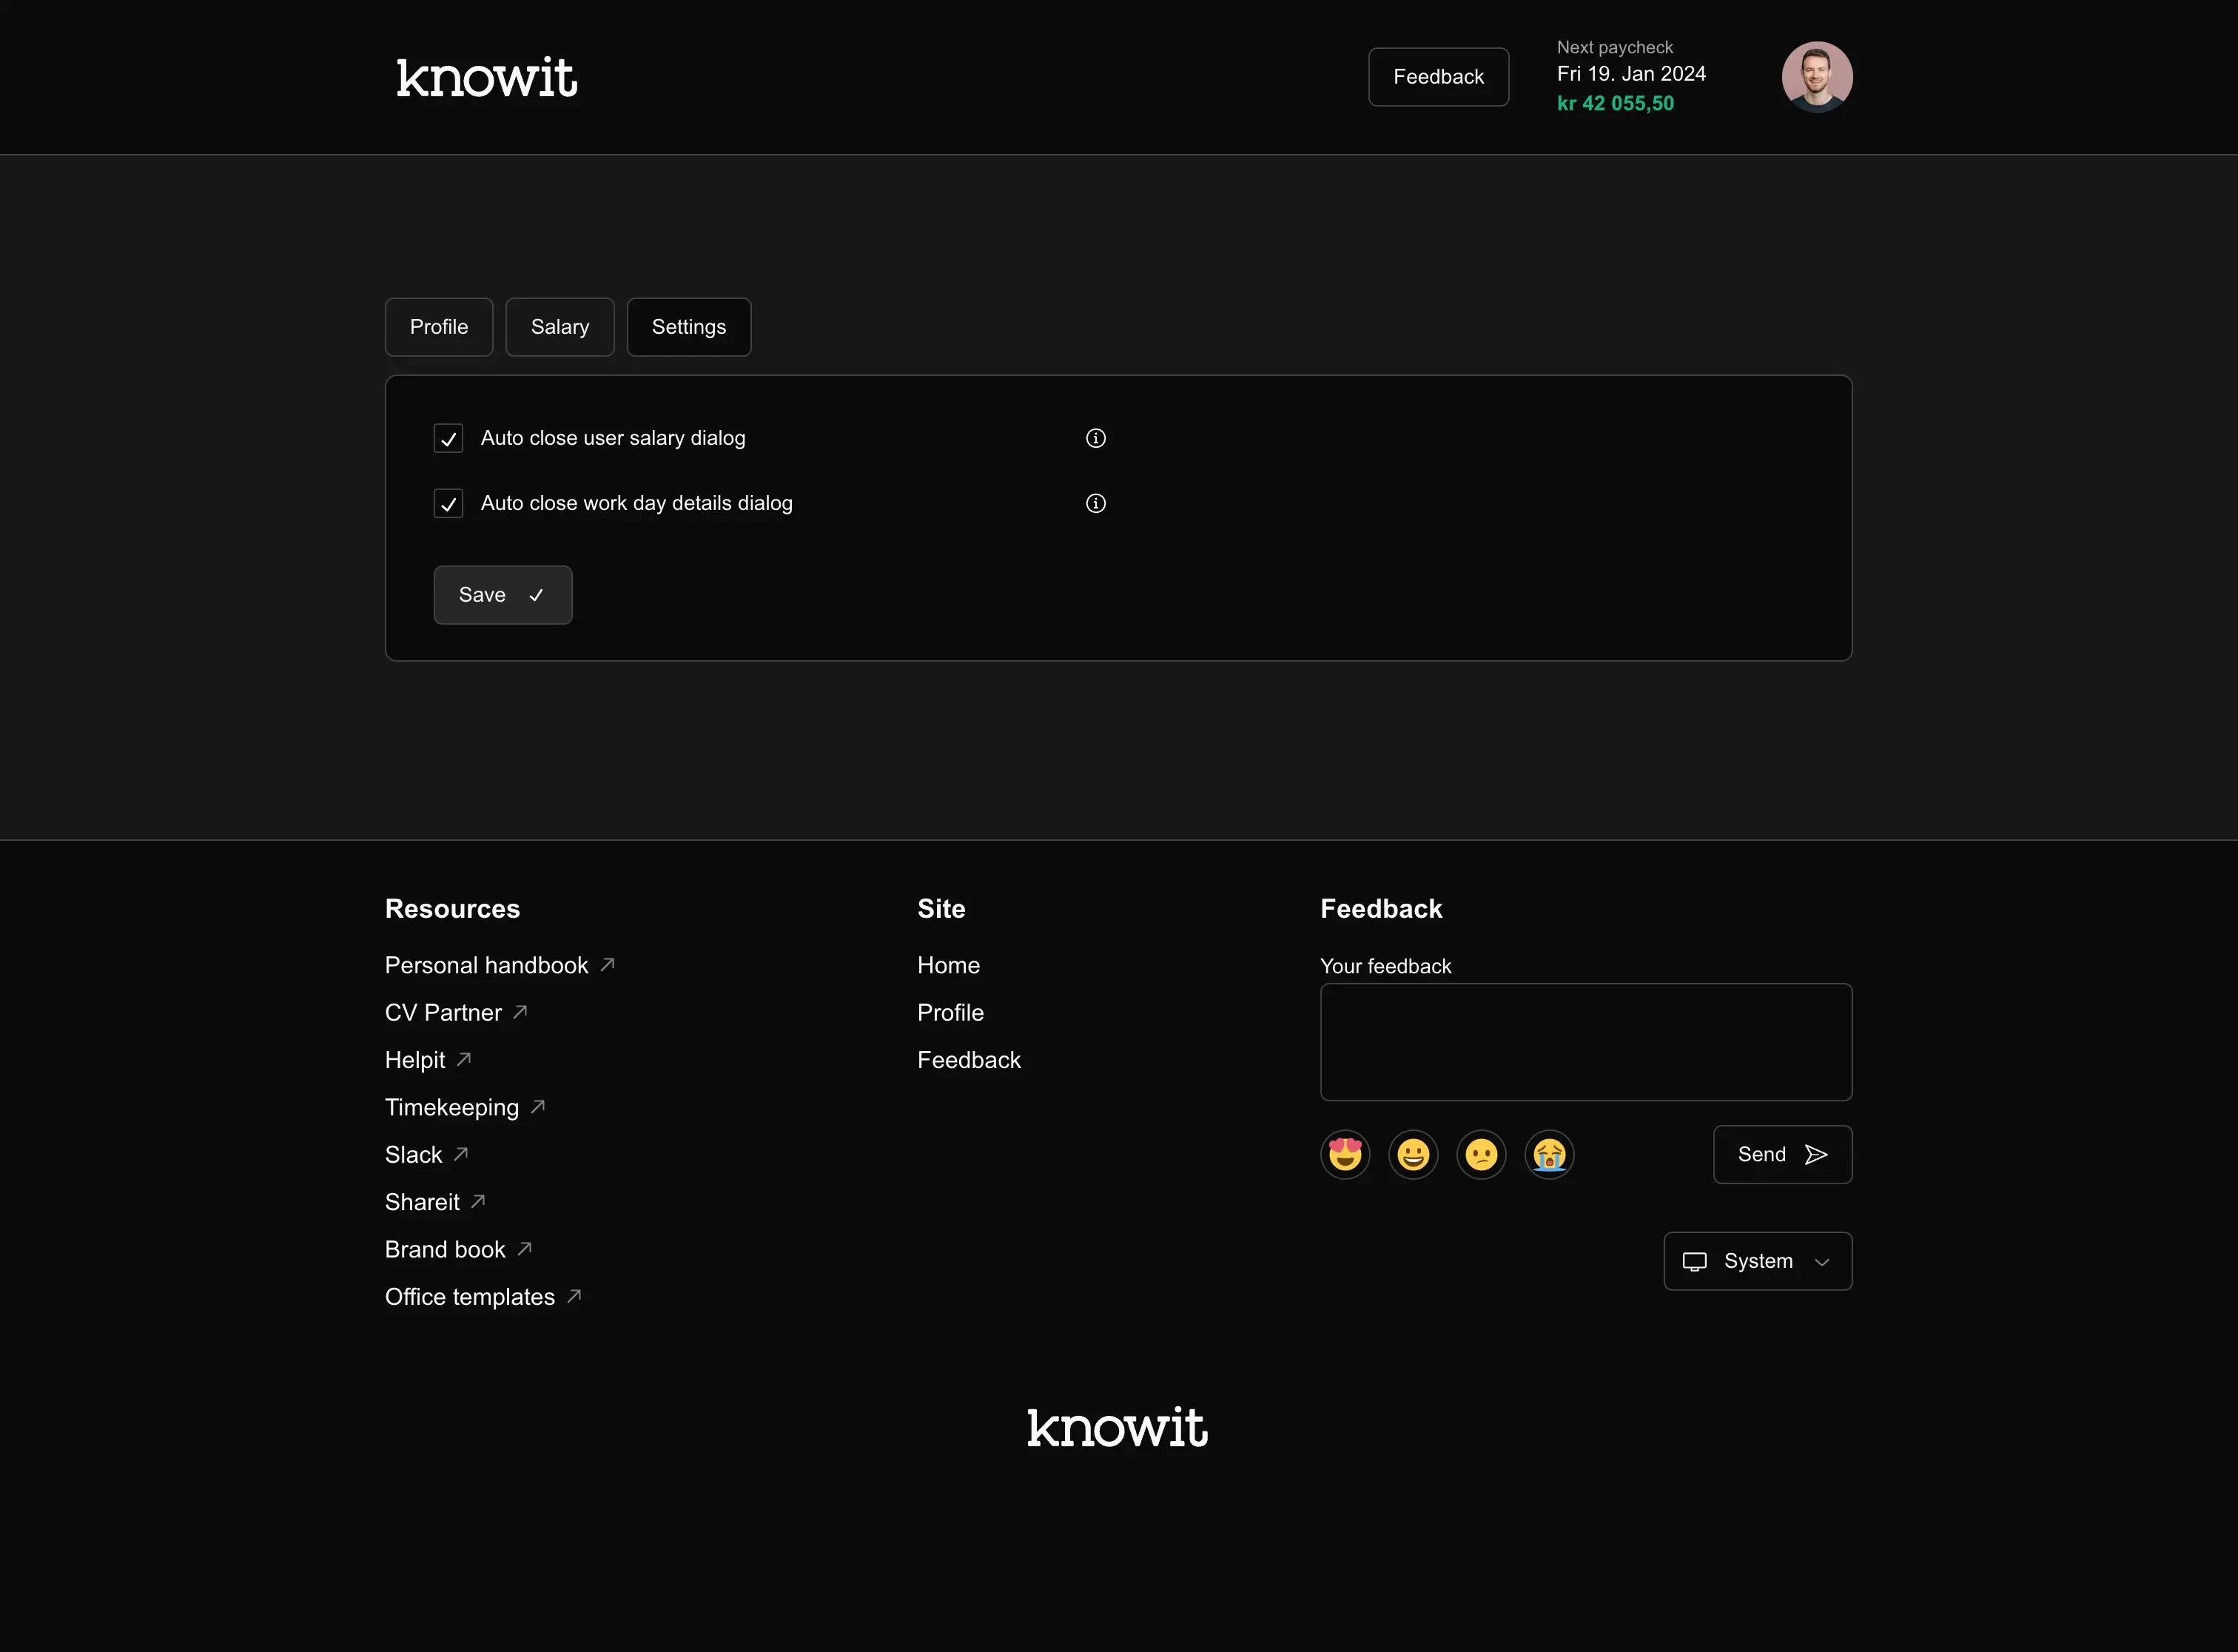 knowit
Feedback
Next paycheck
Fri 19. Jan 2024
kr 42 055,50
Profile
Salary
Settings
Auto close user salary dialog
Auto close work day details dialog
Save
Resources
Personal handbook
CV Partner
Helpit
Timekeeping
Slack
Shareit
Brand book
Office templates
Site
Home
Profile
Feedback
Feedback
Your feedback
Send
System
knowit